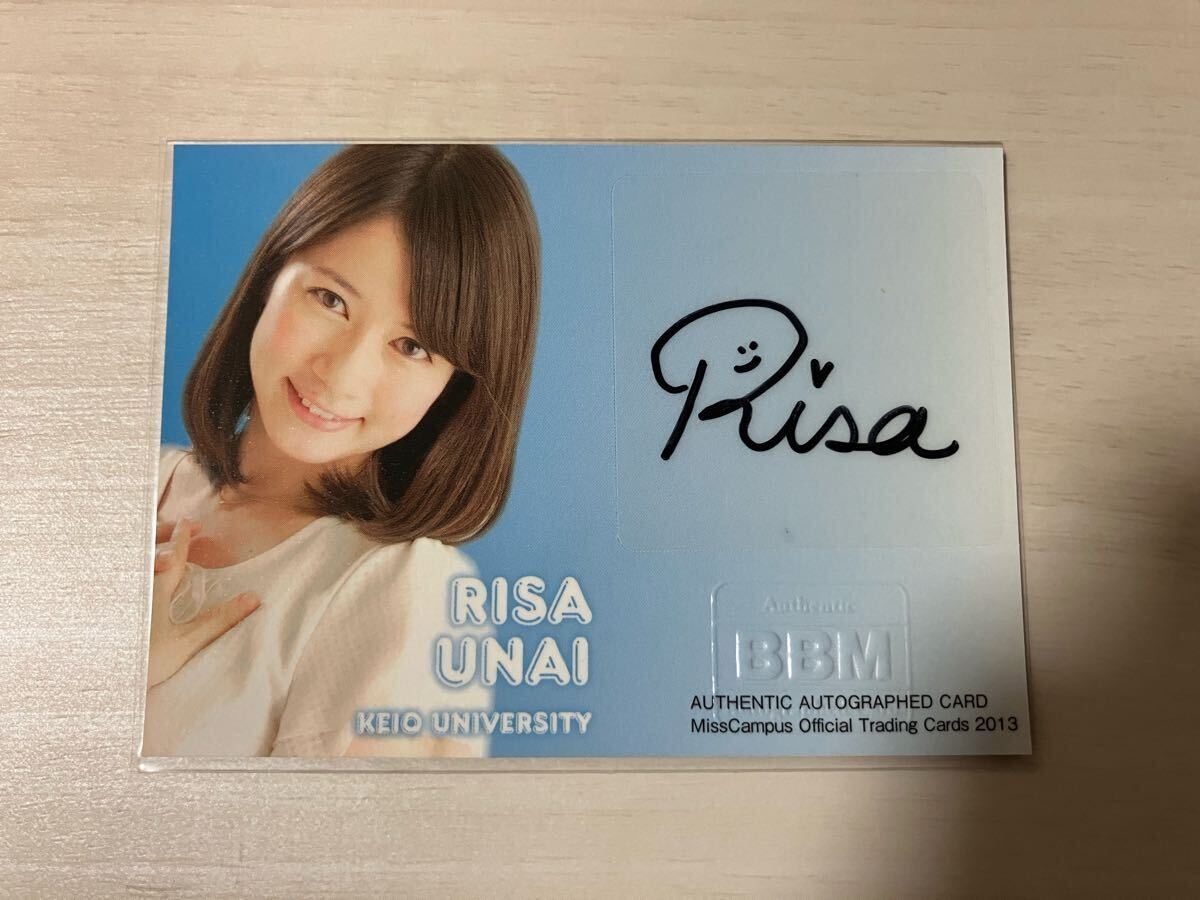 Risa
RISA
UNAI
KEIO UNIVERSITY
Authentic
BBM
AUTHENTIC AUTOGRAPHED CARD
MissCampus Official Trading Cards 2013